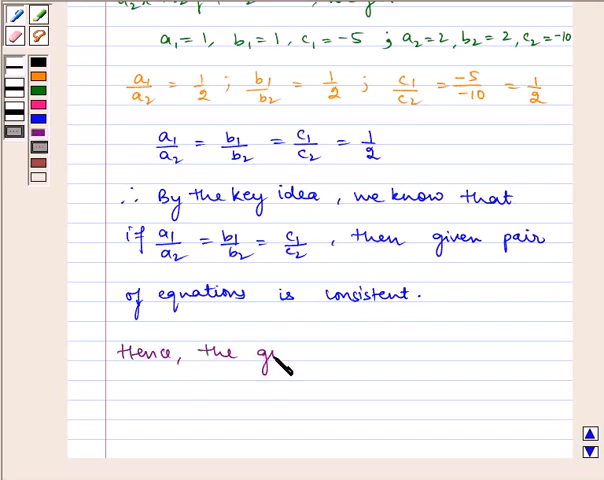 a₁ = 1, b₁ = 1, c₁ = -5 ; a₂ = 2, b₂ = 2, c₂ = -10
a₁/a₂ = 1/2 ; b₁/b₂ = 1/2 ; c₁/c₂ = -5/-10 = 1/2
a₁/a₂ = b₁/b₂ = c₁/c₂ = 1/2
∴ By the key idea, we know that
if a₁/a₂ = b₁/b₂ = c₁/c₂, then given pair
of equations is consistent.
Hence, the gi